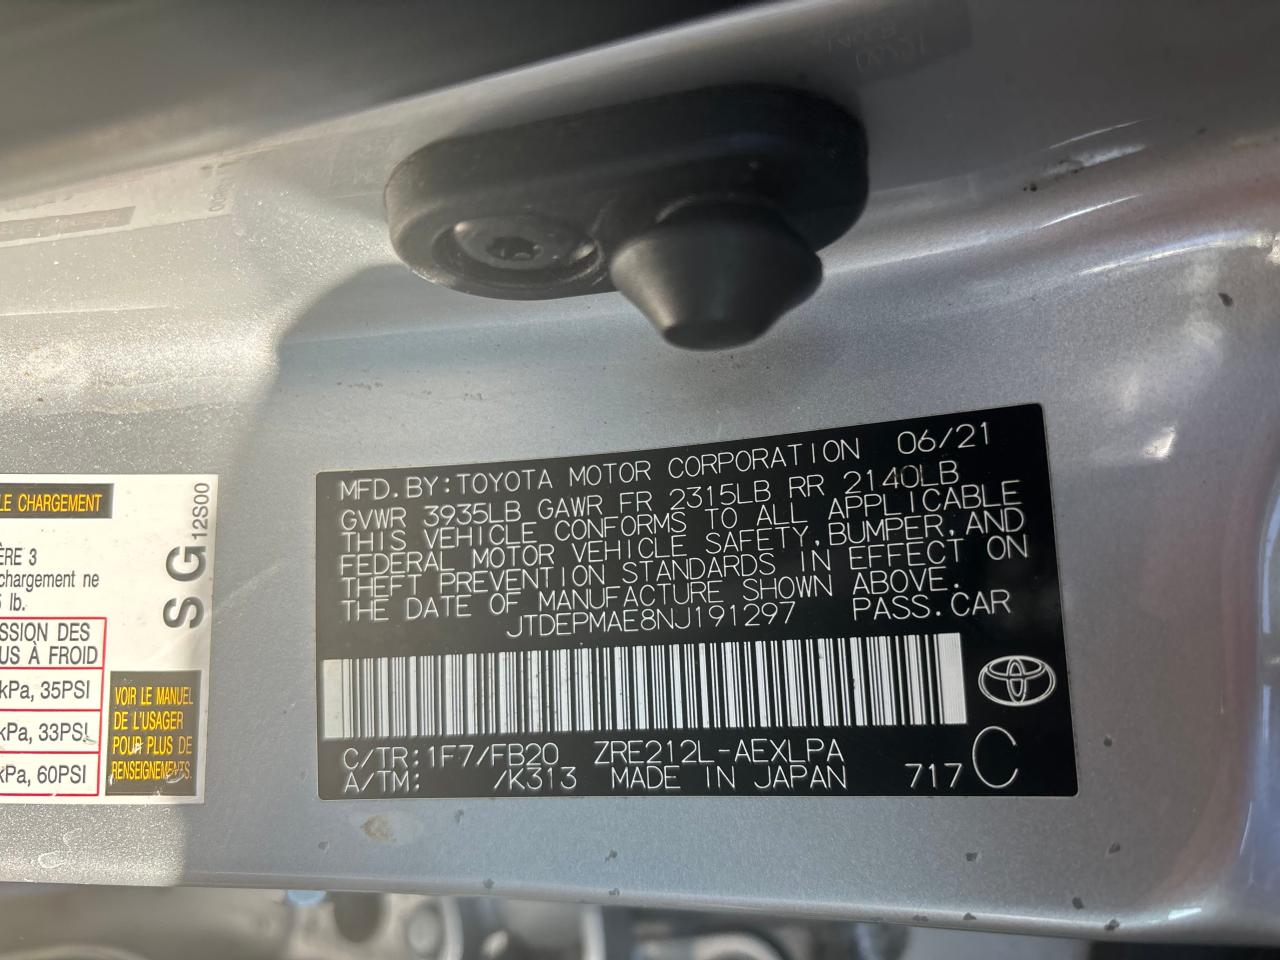 LE CHARGEMENT
ÈRE 3
chargement ne
5 lb.
SSION DES
US À FROID
kPa, 35PSI
kPa, 33PSI
kPa, 60PSI
VOIR LE MANUEL
DE L'USAGER
POUR PLUS DE
RENSEIGNEMENTS
S G 12S00
MFD.BY:TOYOTA MOTOR CORPORATION 06/21
GVWR 3935LB GAWR FR 2315LB RR 2140LB
THIS VEHICLE CONFORMS TO ALL APPLICABLE
FEDERAL MOTOR VEHICLE SAFETY,BUMPER,AND
THEFT PREVENTION STANDARDS IN EFFECT ON
THE DATE OF MANUFACTURE SHOWN ABOVE.
JTDEPMAE8NJ191297 PASS.CAR
C/TR:1F7/FB20 ZRE212L-AEXLPA
A/TM: /K313 MADE IN JAPAN 717 C